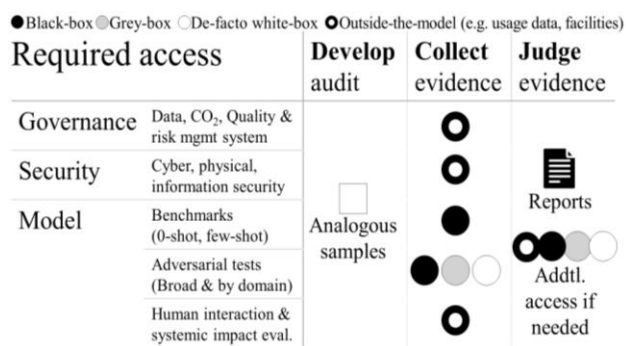 Black-box Grey-box De-facto white-box Outside-the-model (e.g. usage data, facilities)
Required access
Develop audit
Collect evidence
Judge evidence
Governance
Data, CO₂, Quality &
risk mgmt system
Security
Cyber, physical,
information security
Model
Benchmarks
(0-shot, few-shot)
Adversarial tests
(Broad & by domain)
Human interaction &
systemic impact eval.
Analogous
samples
Reports
Addtl.
access if
needed